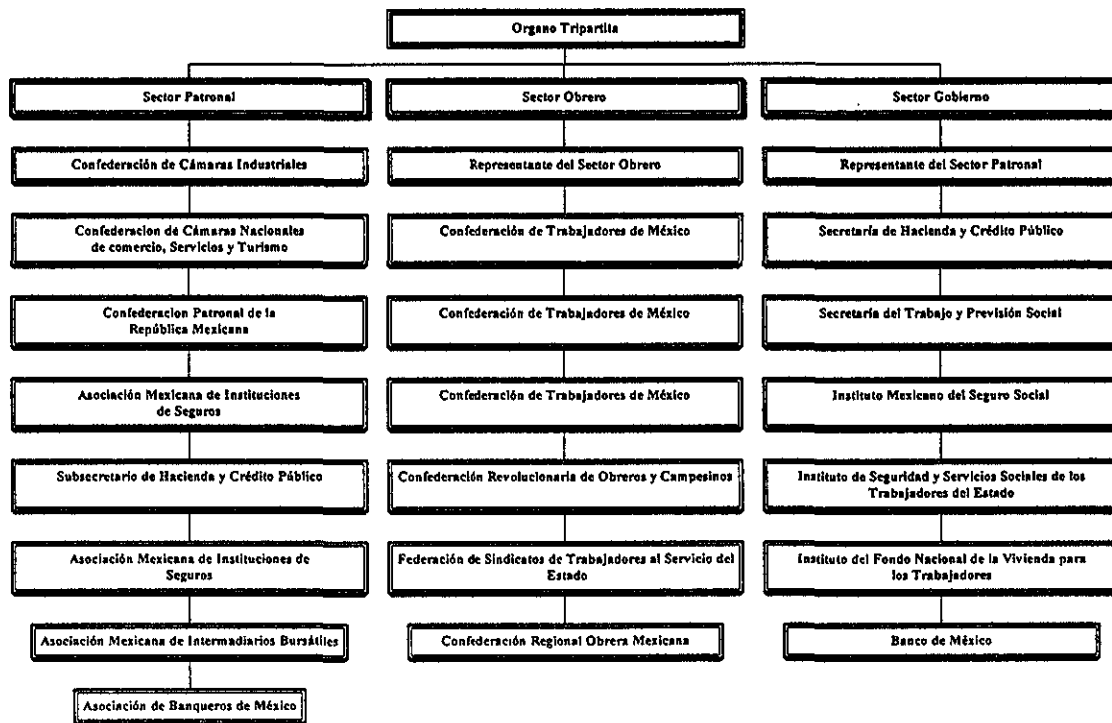 Organo Tripartita
Sector Patronal
Sector Obrero
Sector Gobierno
Confederación de Cámaras Industriales
Representante del Sector Obrero
Representante del Sector Patronal
Confederacion de Cámaras Nacionales
de comercio, Servicios y Turismo
Confederación de Trabajadores de México
Secretaría de Hacienda y Crédito Público
Confederacion Patronal de la
República Mexicana
Confederación de Trabajadores de México
Secretaría del Trabajo y Previsión Social
Asociación Mexicana de Instituciones
de Seguros
Confederación de Trabajadores de México
Instituto Mexicano del Seguro Social
Subsecretario de Hacienda y Crédito Público
Confederación Revolucionaria de Obreros y Campesinos
Instituto de Seguridad y Servicios Sociales de los
Trabajadores del Estado
Asociación Mexicana de Instituciones de
Seguros
Federación de Sindicatos de Trabajadores al Servicio del
Estado
Instituto del Fondo Nacional de la Vivienda para
los Trabajadores
Asociación Mexicana de Intermadiarios Bursátiles
Confederación Regional Obrera Mexicana
Banco de México
Asociación de Banqueros de México